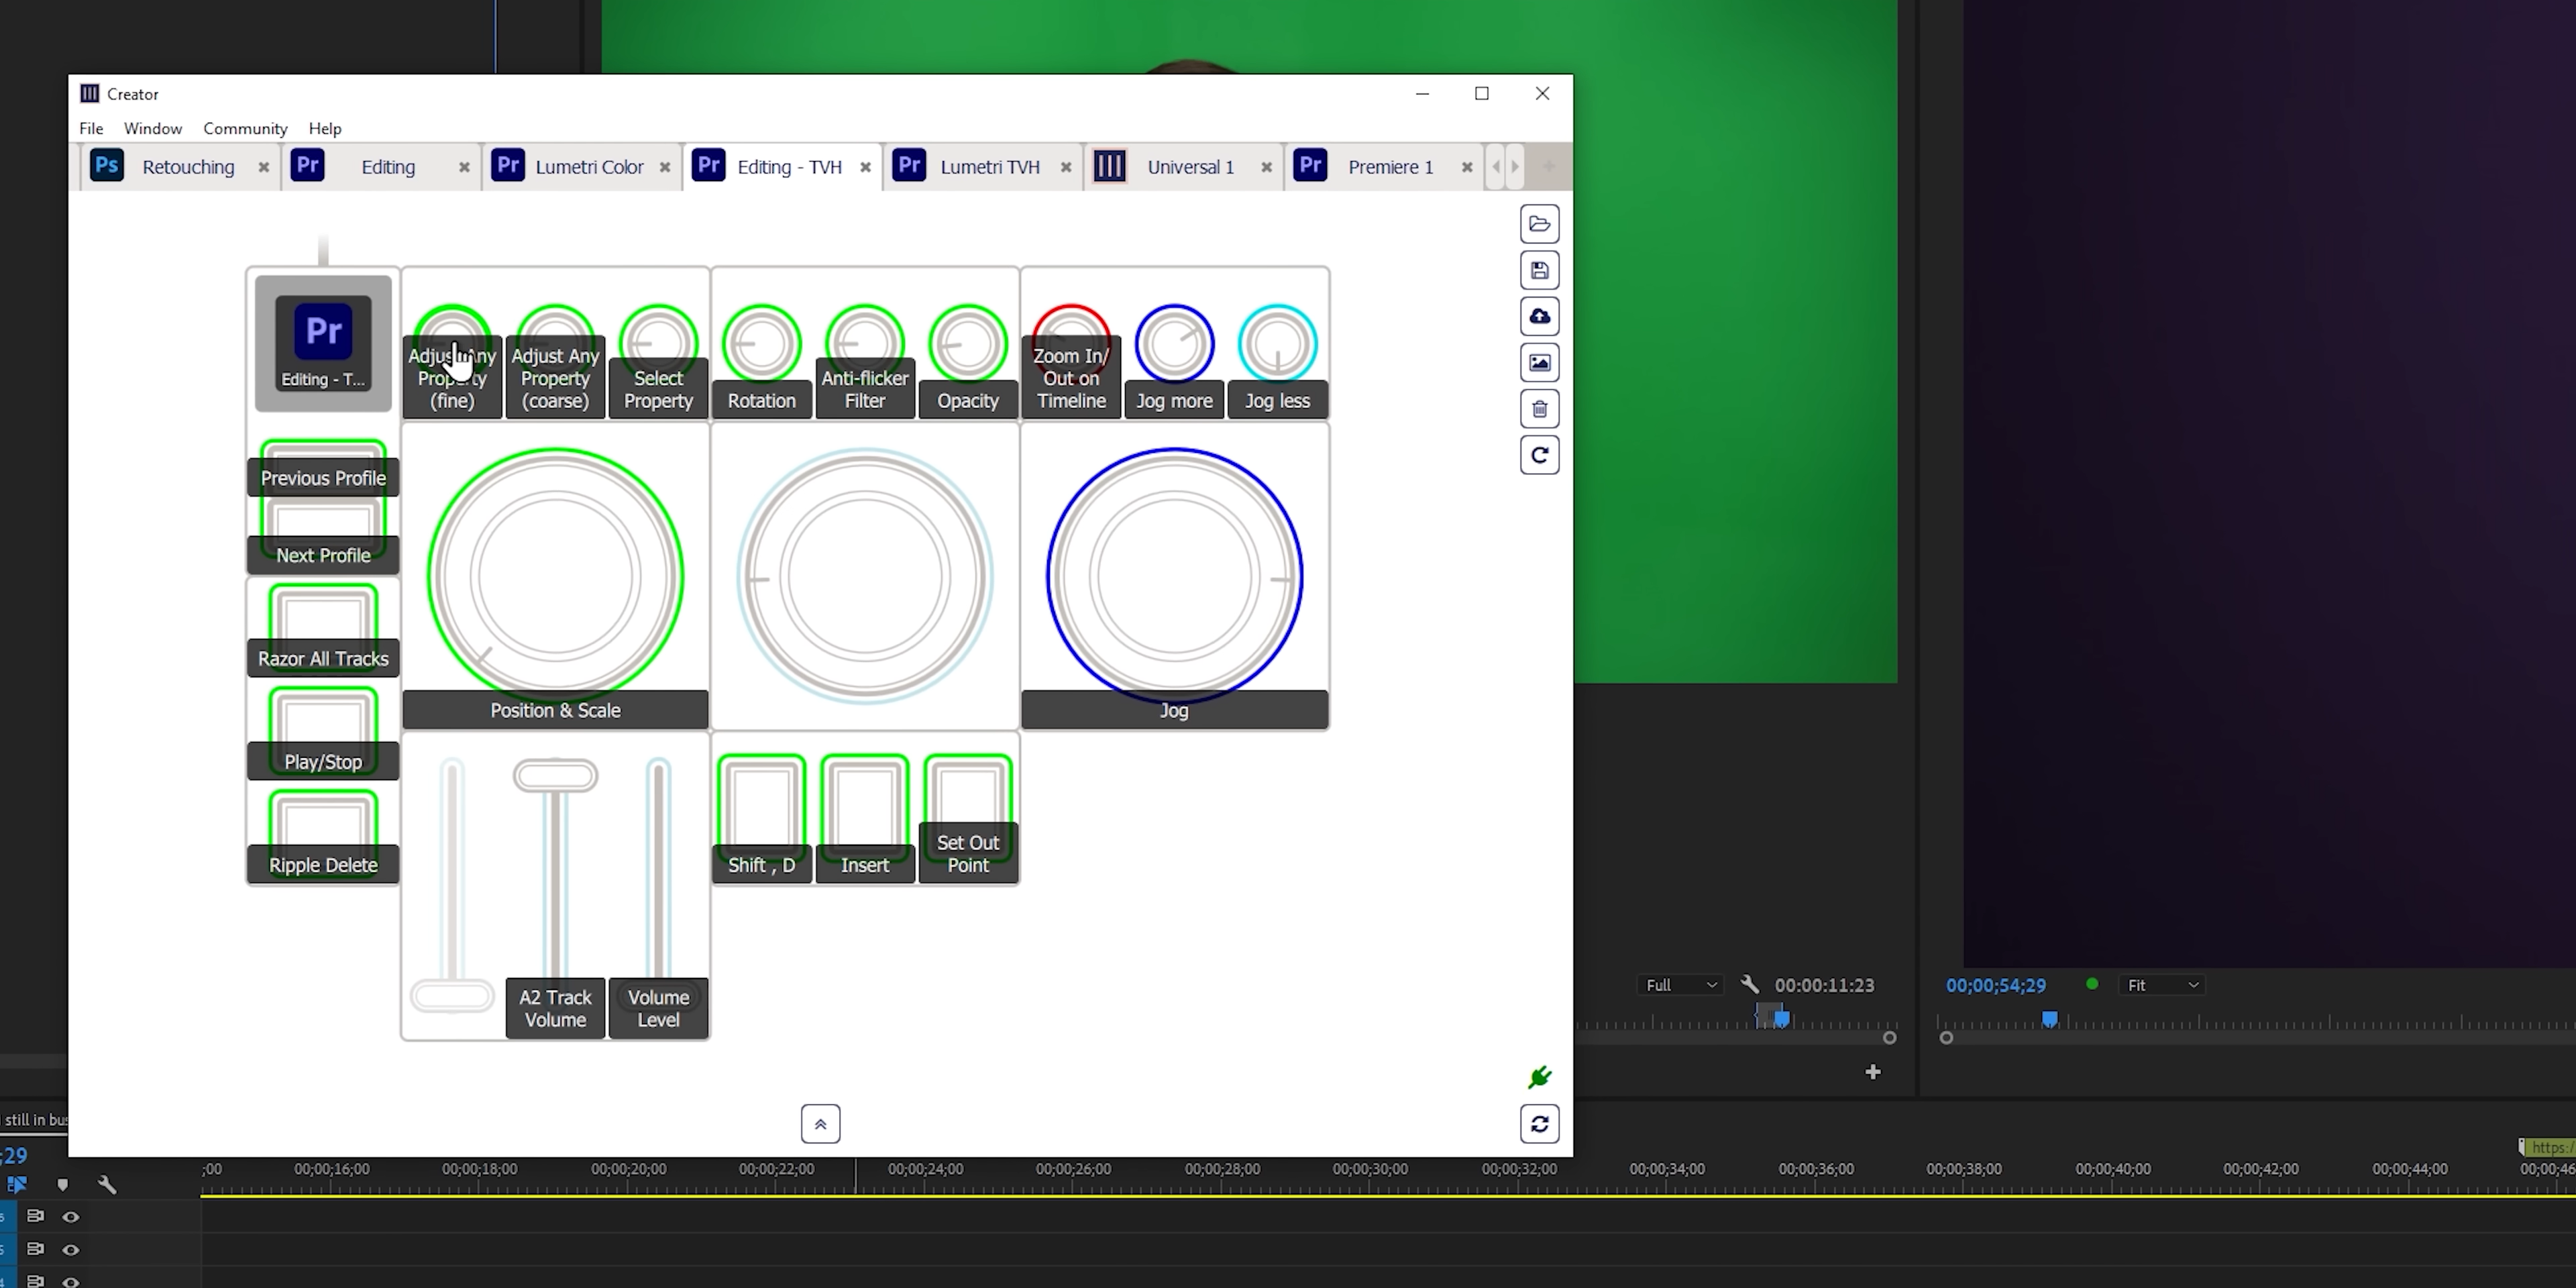 Creator
File Window Community Help
Ps Retouching Pr Editing Pr Lumetri Color Pr Editing - TVH Pr Lumetri TVH Universal 1 Pr Premiere 1
Pr
Editing - T...
Adjust Any
Property
(fine)
Adjust Any
Property
(coarse)
Select
Property
Rotation
Anti-flicker
Filter
Opacity
Zoom In/
Out on
Timeline
Jog more
Jog less
Previous Profile
Next Profile
Razor All Tracks
Play/Stop
Ripple Delete
Position & Scale
Jog
Shift , D
Insert
Set Out
Point
A2 Track
Volume
Volume
Level
Full 00:00:11:23
00;00;54;29 Fit
still in bus
;29
https:/
;00 00;00;16;00 00;00;18;00 00;00;20;00 00;00;22;00 00;00;24;00 00;00;26;00 00;00;28;00 00;00;30;00 00;00;32;00 00;00;34;00 00;00;36;00 00;00;38;00 00;00;40;00 00;00;42;00 00;00;44;00 00;00;46